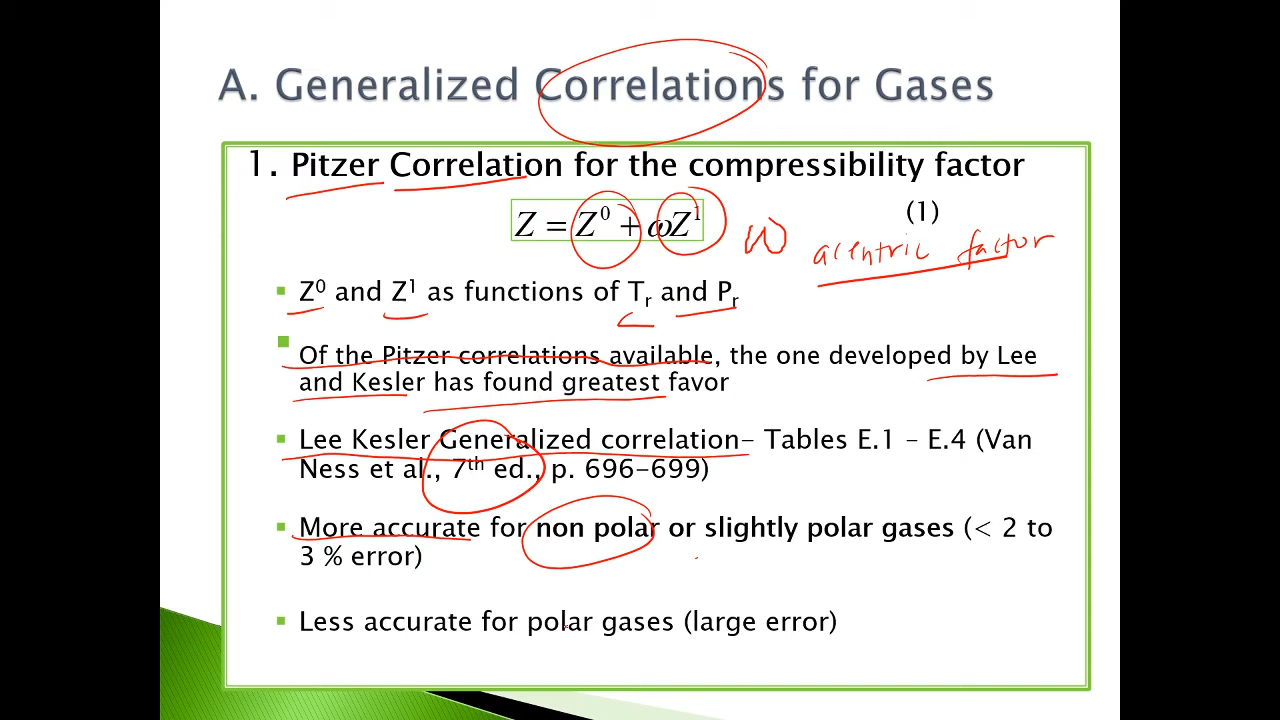 A. Generalized Correlations for Gases
1. Pitzer Correlation for the compressibility factor
Z = Z⁰ + ωZ¹ (1)
ω acentric factor
▪ Z⁰ and Z¹ as functions of Tᵣ and Pᵣ
▪ Of the Pitzer correlations available, the one developed by Lee
and Kesler has found greatest favor
▪ Lee Kesler Generalized correlation– Tables E.1 – E.4 (Van
Ness et al., 7ᵗʰ ed., p. 696-699)
▪ More accurate for non polar or slightly polar gases (< 2 to
3 % error)
▪ Less accurate for polar gases (large error)